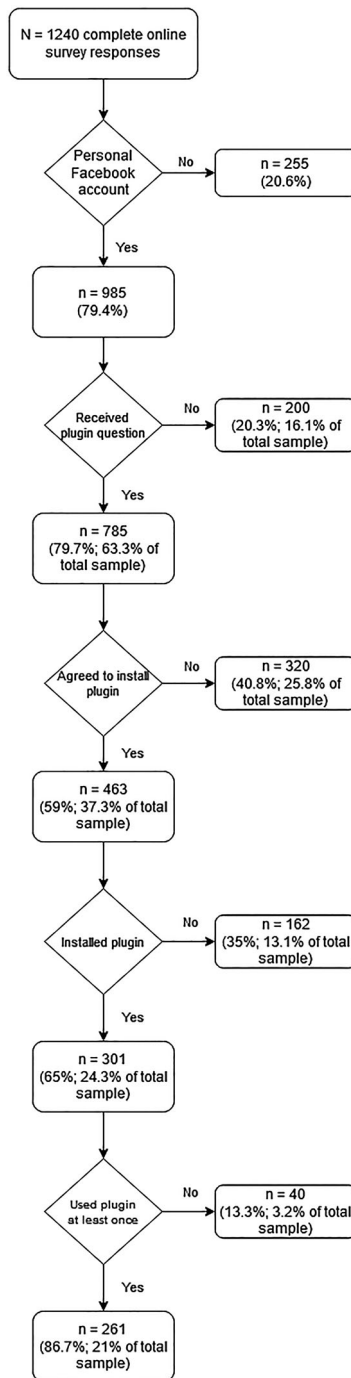 N = 1240 complete online
survey responses
Personal
Facebook
account
No
n = 255
(20.6%)
Yes
n = 985
(79.4%)
Received
plugin question
No
n = 200
(20.3%; 16.1% of
total sample)
Yes
n = 785
(79.7%; 63.3% of
total sample)
Agreed to install
plugin
No
n = 320
(40.8%; 25.8% of
total sample)
Yes
n = 463
(59%; 37.3% of total
sample)
Installed plugin
No
n = 162
(35%; 13.1% of total
sample)
Yes
n = 301
(65%; 24.3% of total
sample)
Used plugin
at least once
No
n = 40
(13.3%; 3.2% of total
sample)
Yes
n = 261
(86.7%; 21% of total
sample)